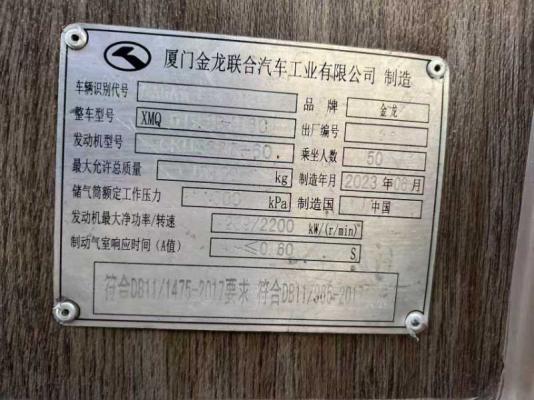 厦门金龙联合汽车工业有限公司 制造
车辆识别代号 品牌 金龙
整车型号 XMQ 出厂编号
发动机型号 乘坐人数 50
最大允许总质量 kg 制造年月 2023 年 06 月
储气筒额定工作压力 kPa 制造国 中国
发动机最大净功率/转速 /2200 kW/(r/min)
制动气室响应时间 (A值) ≤0.60 S
符合DB11/1475-2017要求 符合DB11/965-2017